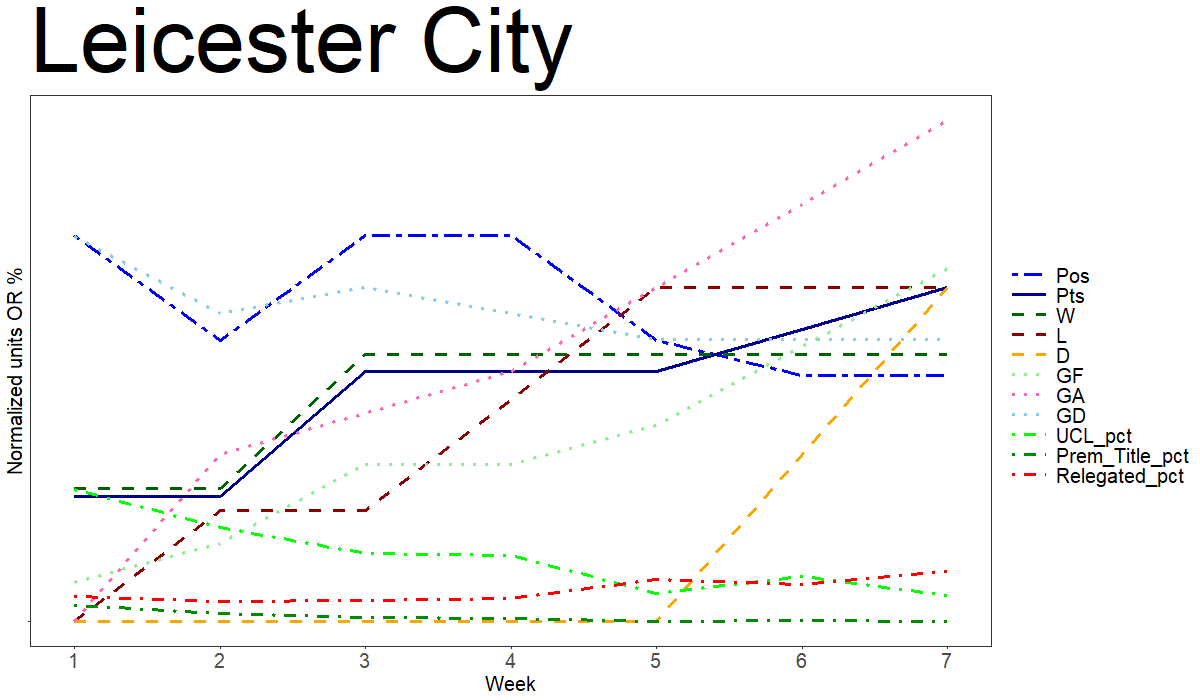 Leicester City
Normalized units OR %
1 2 3 4 5 6 7
Week
Pos
Pts
W
L
D
GF
GA
GD
UCL_pct
Prem_Title_pct
Relegated_pct